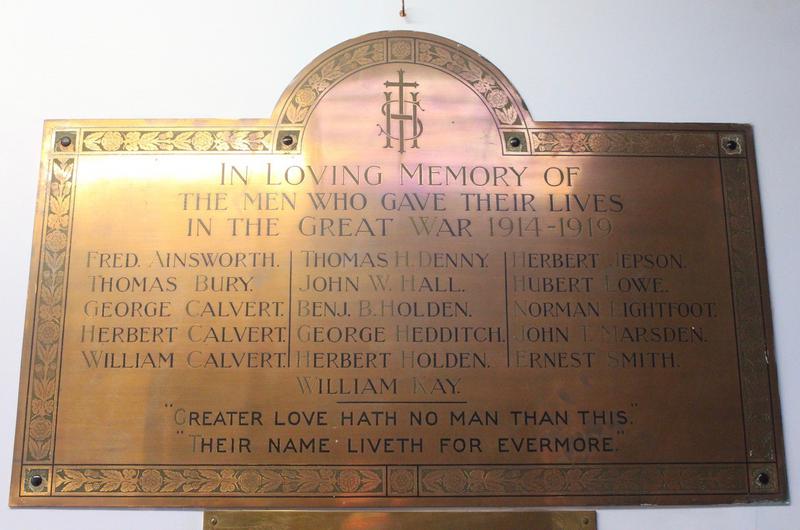 IHS
IN LOVING MEMORY OF
THE MEN WHO GAVE THEIR LIVES
IN THE GREAT WAR 1914-1919
FRED. AINSWORTH.
THOMAS BURY.
GEORGE CALVERT.
HERBERT CALVERT.
WILLIAM CALVERT.
THOMAS H. DENNY.
JOHN W. HALL.
BENJ. B. HOLDEN.
GEORGE HEDDITCH.
HERBERT HOLDEN.
HERBERT JEPSON.
HUBERT LOWE.
NORMAN LIGHTFOOT.
JOHN T. MARSDEN.
ERNEST SMITH.
WILLIAM KAY.
"GREATER LOVE HATH NO MAN THAN THIS."
"THEIR NAME LIVETH FOR EVERMORE."